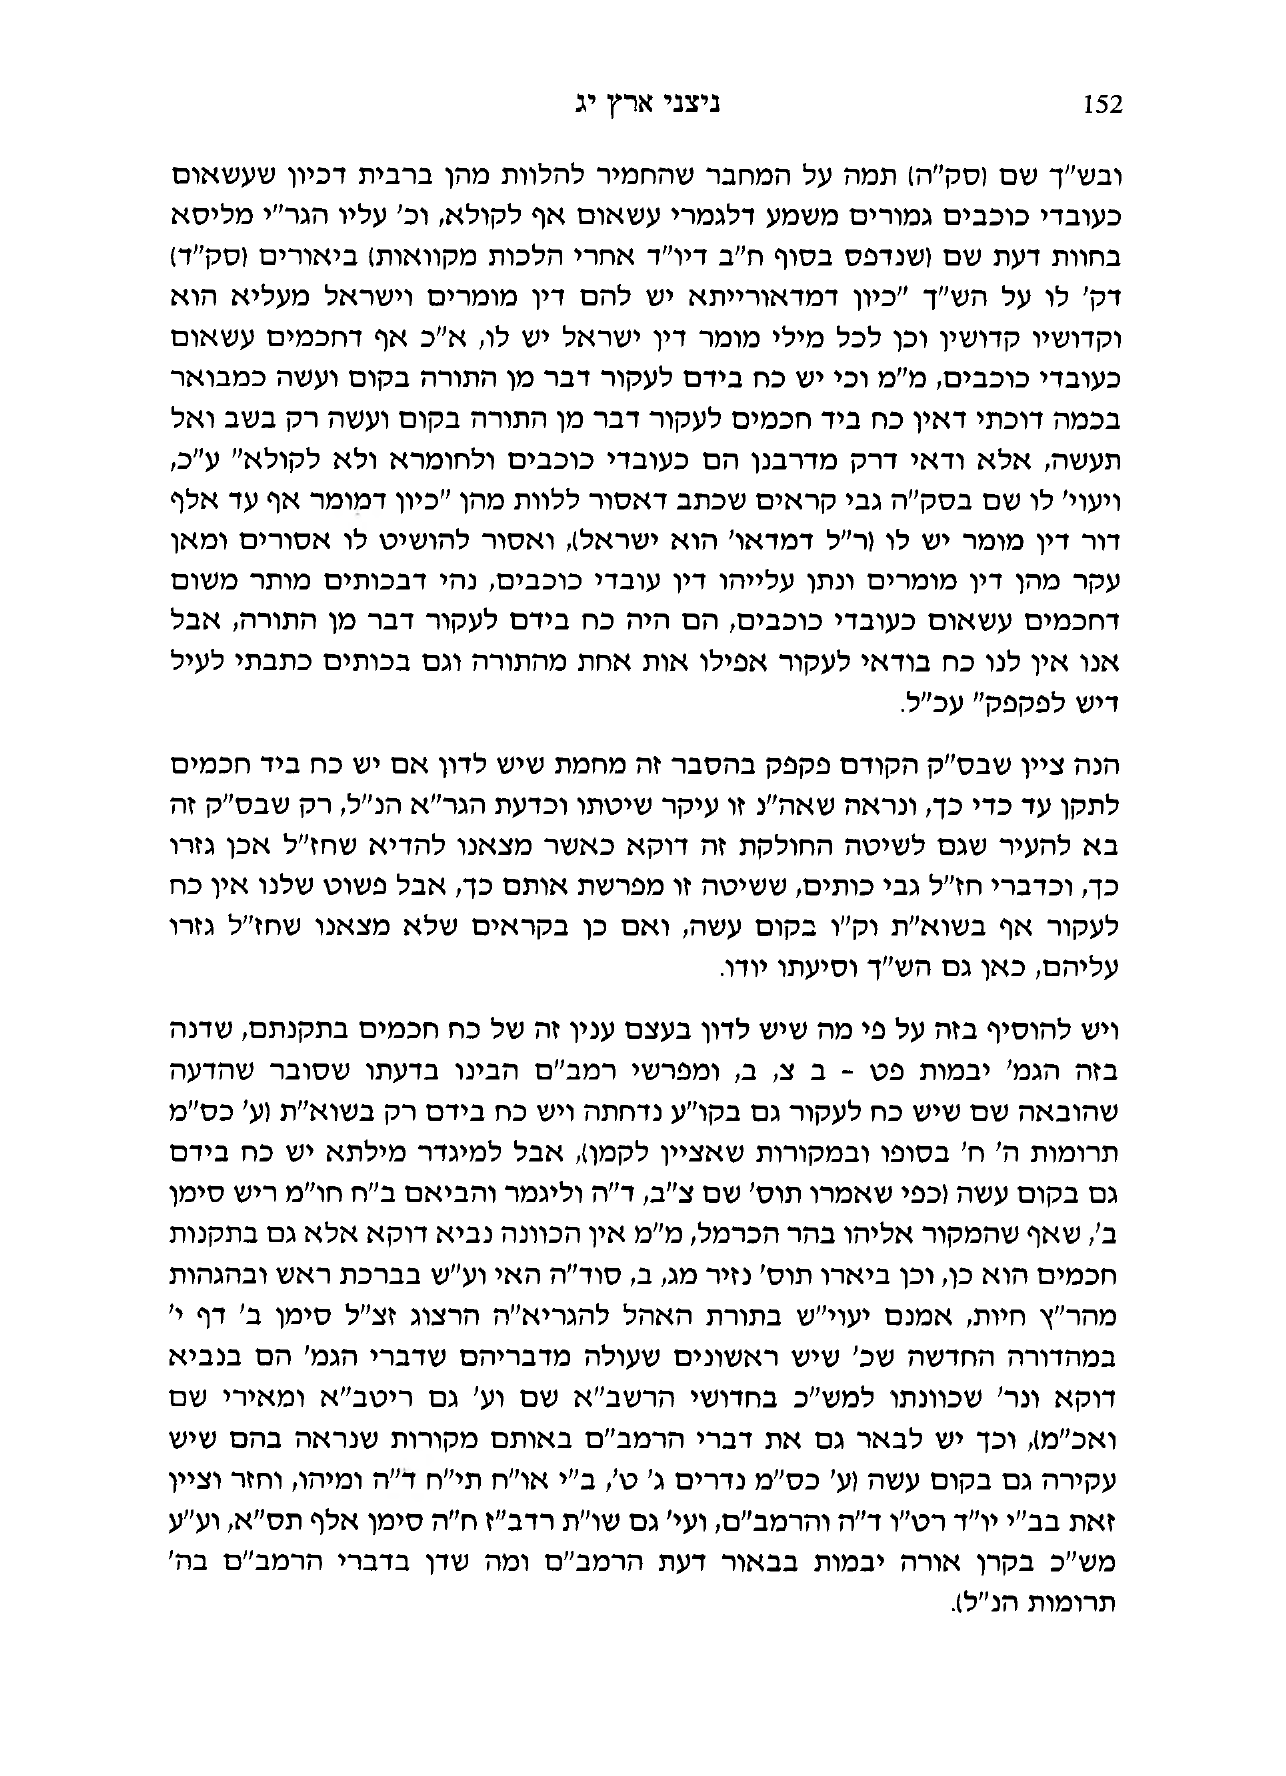 152
ניצני ארץ יג
ובש"ך שם (סק"ה) תמה על המחבר שהחמיר להלוות מהן ברבית דכיון שעשאום
כעובדי כוכבים גמורים משמע דלגמרי עשאום אף לקולא, וכ' עליו הגר"י מליסא
בחוות דעת שם (שנדפס בסוף ח"ב דיו"ד אחרי הלכות מקוואות) ביאורים (סק"ד)
דק' לו על הש"ך "כיון דמדאורייתא יש להם דין מומרים וישראל מעליא הוא
וקדושיו קדושין וכן לכל מילי מומר דין ישראל יש לו, א"כ אף דחכמים עשאום
כעובדי כוכבים, מ"מ וכי יש כח בידם לעקור דבר מן התורה בקום ועשה כמבואר
בכמה דוכתי דאין כח ביד חכמים לעקור דבר מן התורה בקום ועשה רק בשב ואל
תעשה, אלא ודאי דרק מדרבנן הם כעובדי כוכבים ולחומרא ולא לקולא" ע"כ,
ויעוי' לו שם בסק"ה גבי קראים שכתב דאסור ללוות מהן "כיון דמומר אף עד אלף
דור דין מומר יש לו (ר"ל דמדאו' הוא ישראל), ואסור להושיט לו אסורים ומאן
עקר מהן דין מומרים ונתן עלייהו דין עובדי כוכבים, נהי דבכותים מותר משום
דחכמים עשאום כעובדי כוכבים, הם היה כח בידם לעקור דבר מן התורה, אבל
אנו אין לנו כח בודאי לעקור אפילו אות אחת מהתורה וגם בכותים כתבתי לעיל
דיש לפקפק" עכ"ל.
הנה ציין שבס"ק הקודם פקפק בהסבר זה מחמת שיש לדון אם יש כח ביד חכמים
לתקן עד כדי כך, ונראה שאה"נ זו עיקר שיטתו וכדעת הגר"א הנ"ל, רק שבס"ק זה
בא להעיר שגם לשיטה החולקת זה דוקא כאשר מצאנו להדיא שחז"ל אכן גזרו
כך, וכדברי חז"ל גבי כותים, ששיטה זו מפרשת אותם כך, אבל פשוט שלנו אין כח
לעקור אף בשוא"ת וק"ו בקום עשה, ואם כן בקראים שלא מצאנו שחז"ל גזרו
עליהם, כאן גם הש"ך וסיעתו יודו.
ויש להוסיף בזה על פי מה שיש לדון בעצם ענין זה של כח חכמים בתקנתם, שדנה
בזה הגמ' יבמות פט - ב צ, ב, ומפרשי רמב"ם הבינו בדעתו שסובר שהדעה
שהובאה שם שיש כח לעקור גם בקו"ע נדחתה ויש כח בידם רק בשוא"ת (ע' כס"מ
תרומות ה' ח' בסופו ובמקורות שאציין לקמן), אבל למיגדר מילתא יש כח בידם
גם בקום עשה (כפי שאמרו תוס' שם צ"ב, ד"ה וליגמר והביאם ב"ח חו"מ ריש סימן
ב', שאף שהמקור אליהו בהר הכרמל, מ"מ אין הכוונה נביא דוקא אלא גם בתקנות
חכמים הוא כן, וכן ביארו תוס' נזיר מג, ב, סוד"ה האי וע"ש בברכת ראש ובהגהות
מהר"ץ חיות, אמנם יעוי"ש בתורת האהל להגריא"ה הרצוג זצ"ל סימן ב' דף י'
במהדורה החדשה שכ' שיש ראשונים שעולה מדבריהם שדברי הגמ' הם בנביא
דוקא ונר' שכוונתו למש"כ בחדושי הרשב"א שם וע' גם ריטב"א ומאירי שם
ואכ"מ), וכך יש לבאר גם את דברי הרמב"ם באותם מקורות שנראה בהם שיש
עקירה גם בקום עשה (ע' כס"מ נדרים ג' ט', ב"י או"ח תי"ח ד"ה ומיהו, וחזר וציין
זאת בב"י יו"ד רט"ו ד"ה והרמב"ם, ועי' גם שו"ת רדב"ז ח"ה סימן אלף תס"א, וע"ע
מש"כ בקרן אורה יבמות בבאור דעת הרמב"ם ומה שדן בדברי הרמב"ם בה'
תרומות הנ"ל).